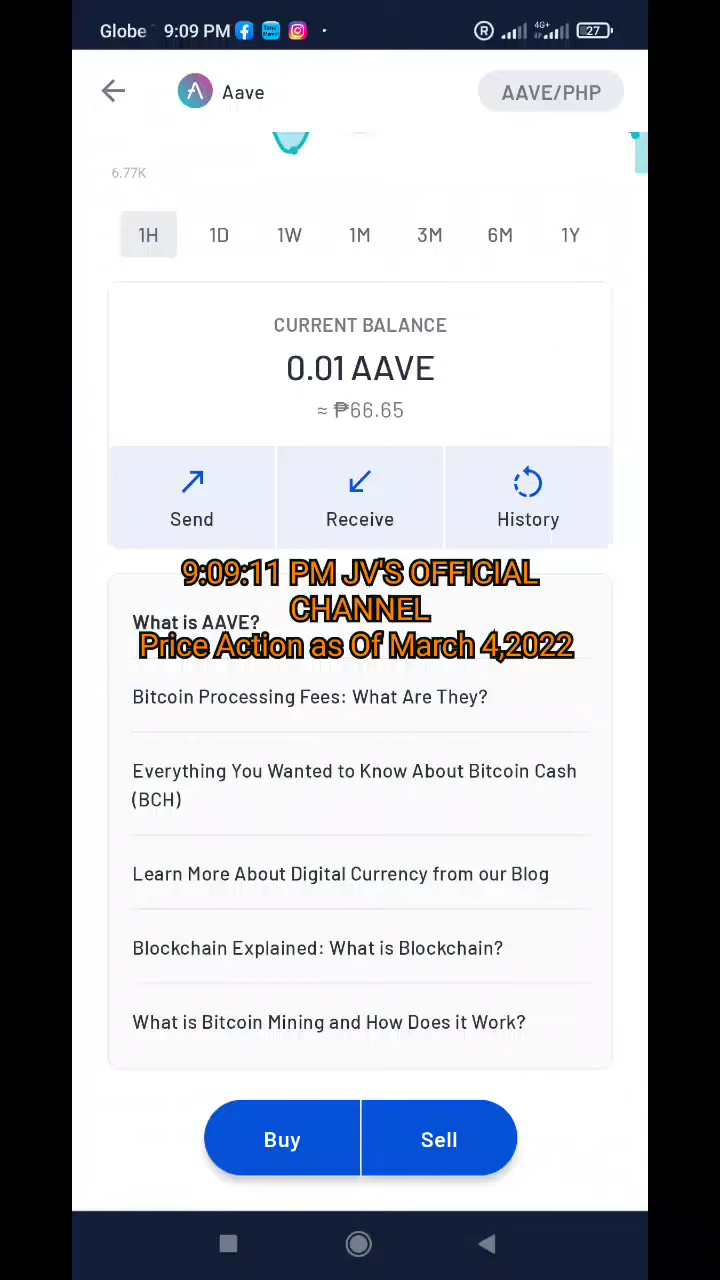 Globe 9:09 PM
R 4G+ 27
Aave
AAVE/PHP
6.77K
1H 1D 1W 1M 3M 6M 1Y
CURRENT BALANCE
0.01 AAVE
≈ ₱66.65
Send Receive History
9:09:11 PM JV'S OFFICIAL
CHANNEL
What is AAVE?
Price Action as Of March 4,2022
Bitcoin Processing Fees: What Are They?
Everything You Wanted to Know About Bitcoin Cash
(BCH)
Learn More About Digital Currency from our Blog
Blockchain Explained: What is Blockchain?
What is Bitcoin Mining and How Does it Work?
Buy Sell